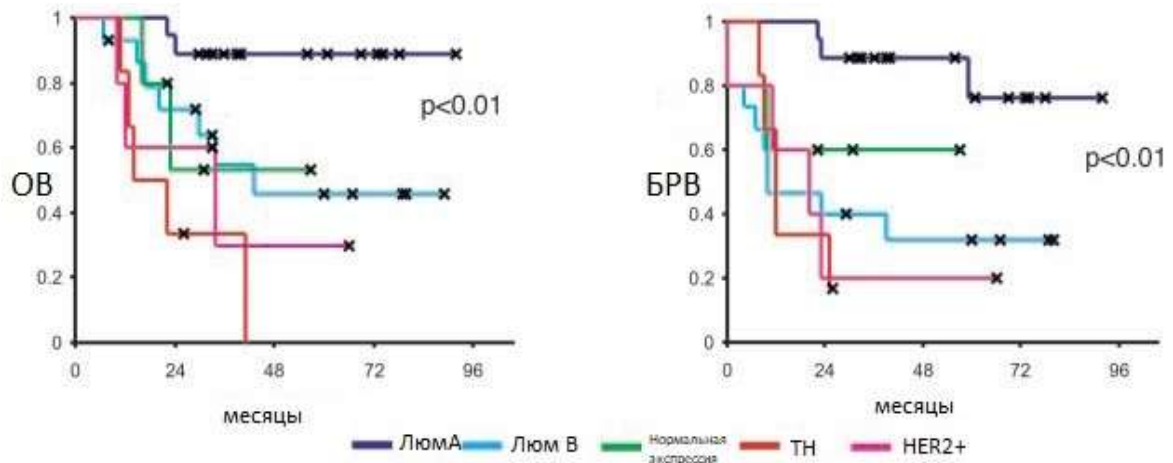 1
0.8
0.6
0.4
0.2
0
ОВ
p<0.01
0 24 48 72 96
месяцы
1
0.8
0.6
0.4
0.2
0
БРВ
p<0.01
0 24 48 72 96
месяцы
ЛюмА Люм В Нормальная экспрессия ТН HER2+